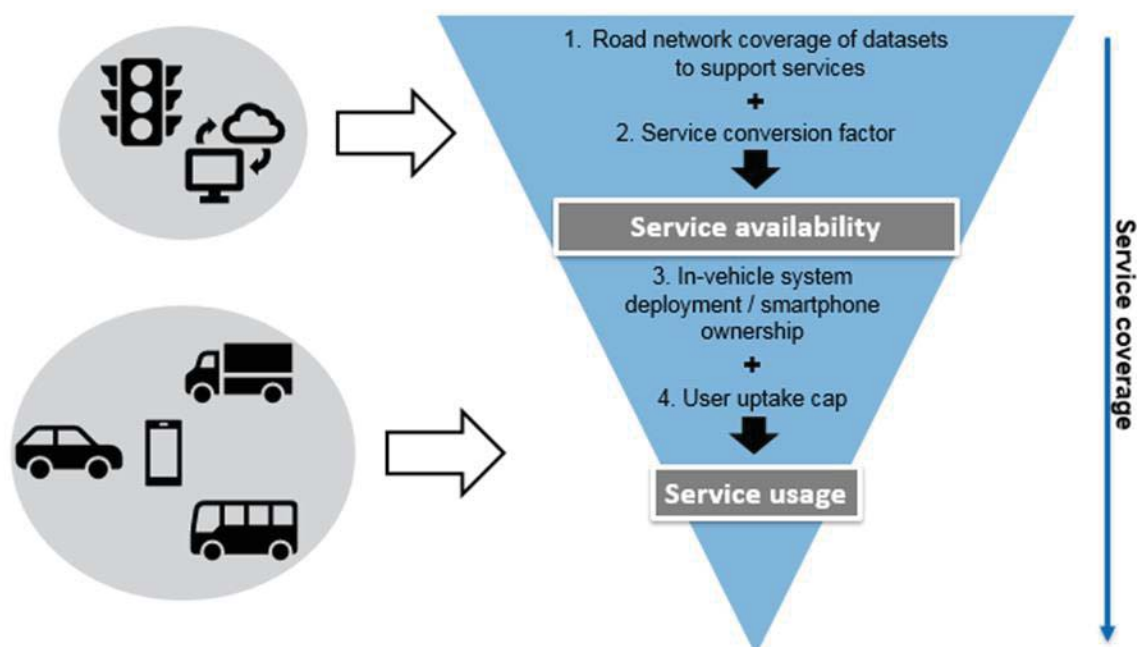 1. Road network coverage of datasets
to support services
+
2. Service conversion factor
Service availability
3. In-vehicle system
deployment / smartphone
ownership
+
4. User uptake cap
Service usage
Service coverage